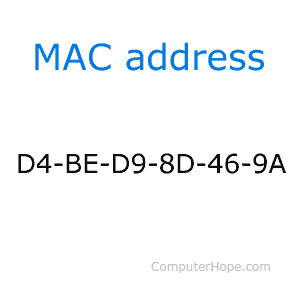 MAC address
D4-BE-D9-8D-46-9A
ComputerHope.com